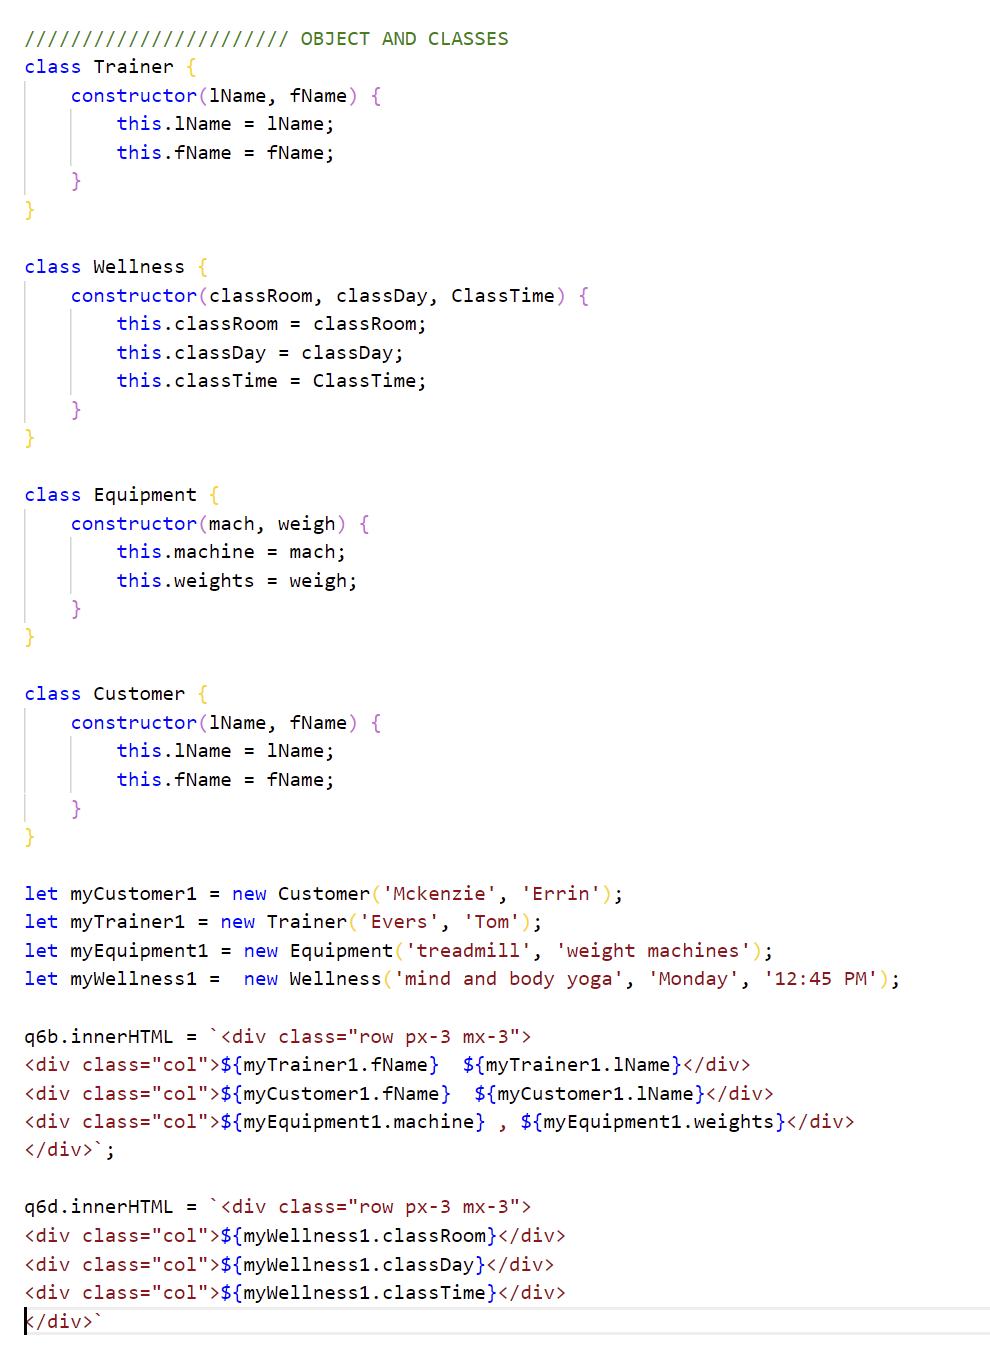 /////////////////////// OBJECT AND CLASSES
class Trainer {
    constructor(lName, fName) {
        this.lName = lName;
        this.fName = fName;
    }
}

class Wellness {
    constructor(classRoom, classDay, ClassTime) {
        this.classRoom = classRoom;
        this.classDay = classDay;
        this.classTime = ClassTime;
    }
}

class Equipment {
    constructor(mach, weigh) {
        this.machine = mach;
        this.weights = weigh;
    }
}

class Customer {
    constructor(lName, fName) {
        this.lName = lName;
        this.fName = fName;
    }
}

let myCustomer1 = new Customer('Mckenzie', 'Errin');
let myTrainer1 = new Trainer('Evers', 'Tom');
let myEquipment1 = new Equipment('treadmill', 'weight machines');
let myWellness1 =  new Wellness('mind and body yoga', 'Monday', '12:45 PM');

q6b.innerHTML = `<div class="row px-3 mx-3">
<div class="col">${myTrainer1.fName}  ${myTrainer1.lName}</div>
<div class="col">${myCustomer1.fName}  ${myCustomer1.lName}</div>
<div class="col">${myEquipment1.machine} , ${myEquipment1.weights}</div>
</div>`;

q6d.innerHTML = `<div class="row px-3 mx-3">
<div class="col">${myWellness1.classRoom}</div>
<div class="col">${myWellness1.classDay}</div>
<div class="col">${myWellness1.classTime}</div>
</div>`